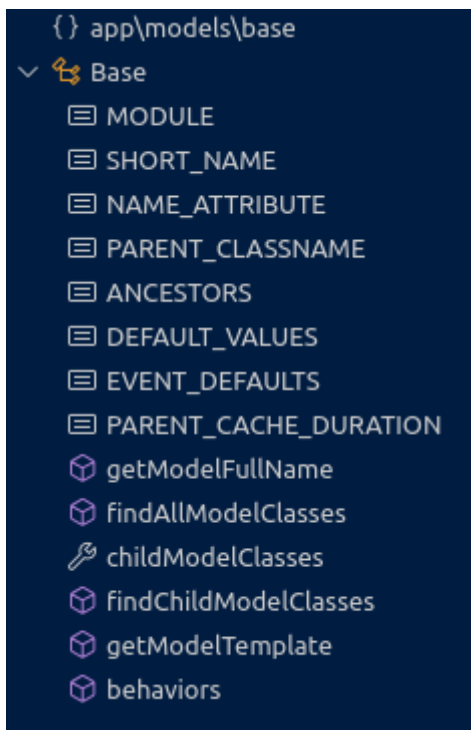 {} app\models\base
Base
MODULE
SHORT_NAME
NAME_ATTRIBUTE
PARENT_CLASSNAME
ANCESTORS
DEFAULT_VALUES
EVENT_DEFAULTS
PARENT_CACHE_DURATION
getModelFullName
findAllModelClasses
childModelClasses
findChildModelClasses
getModelTemplate
behaviors